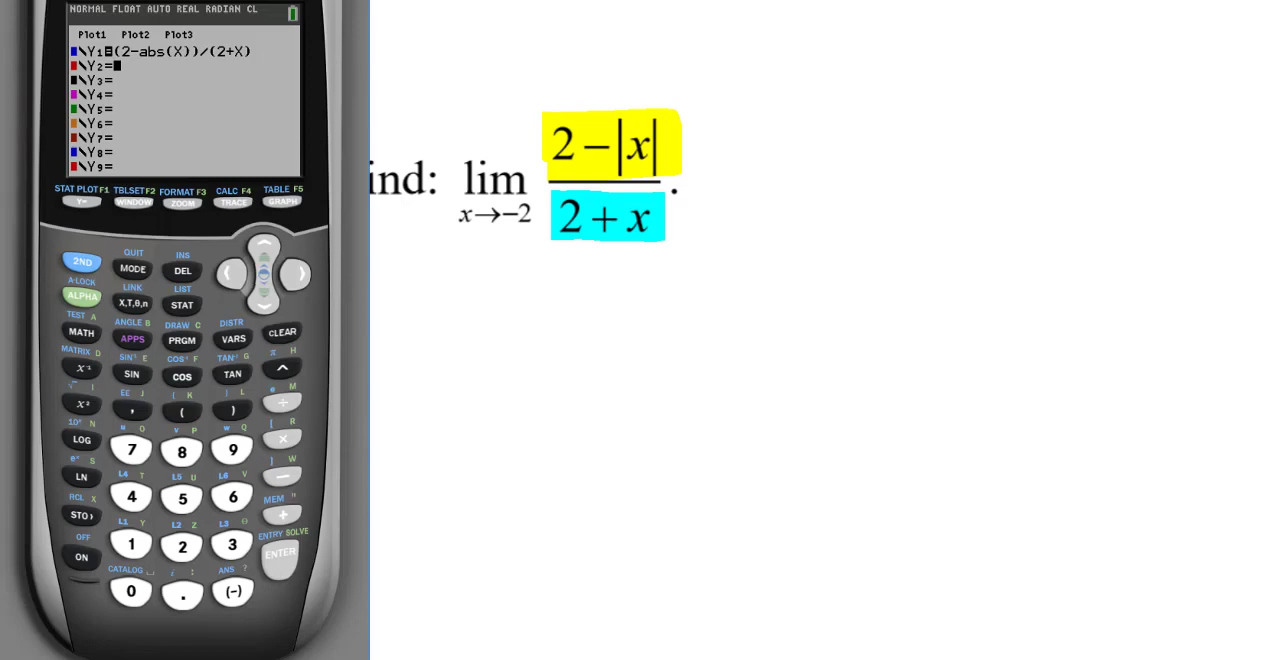 NORMAL FLOAT AUTO REAL RADIAN CL
Plot1 Plot2 Plot3
\Y1=(2-abs(X))/(2+X)
\Y2=
\Y3=
\Y4=
\Y5=
\Y6=
\Y7=
\Y8=
\Y9=
STAT PLOT F1 TBLSET F2 FORMAT F3 CALC F4 TABLE F5
Y= WINDOW ZOOM TRACE GRAPH
QUIT INS
2ND MODE DEL
A-LOCK LINK LIST
ALPHA X,T,θ,n STAT
TEST A ANGLE B DRAW C DISTR
MATH APPS PRGM VARS CLEAR
MATRIX D SIN⁻¹ E COS⁻¹ F TAN⁻¹ G π H
x⁻¹ SIN COS TAN ^
√ I EE J { K } L e M
x² , ( ) ÷
10ˣ N u O v P w Q [ R
LOG 7 8 9 ×
eˣ S L4 T L5 U L6 V ] W
LN 4 5 6 −
RCL X L1 Y L2 Z L3 θ MEM "
STO› 1 2 3 +
OFF CATALOG ⎵ i : ANS ? ENTRY SOLVE
ON 0 . (-) ENTER
ind: lim x→−2 2−|x| / 2+x .